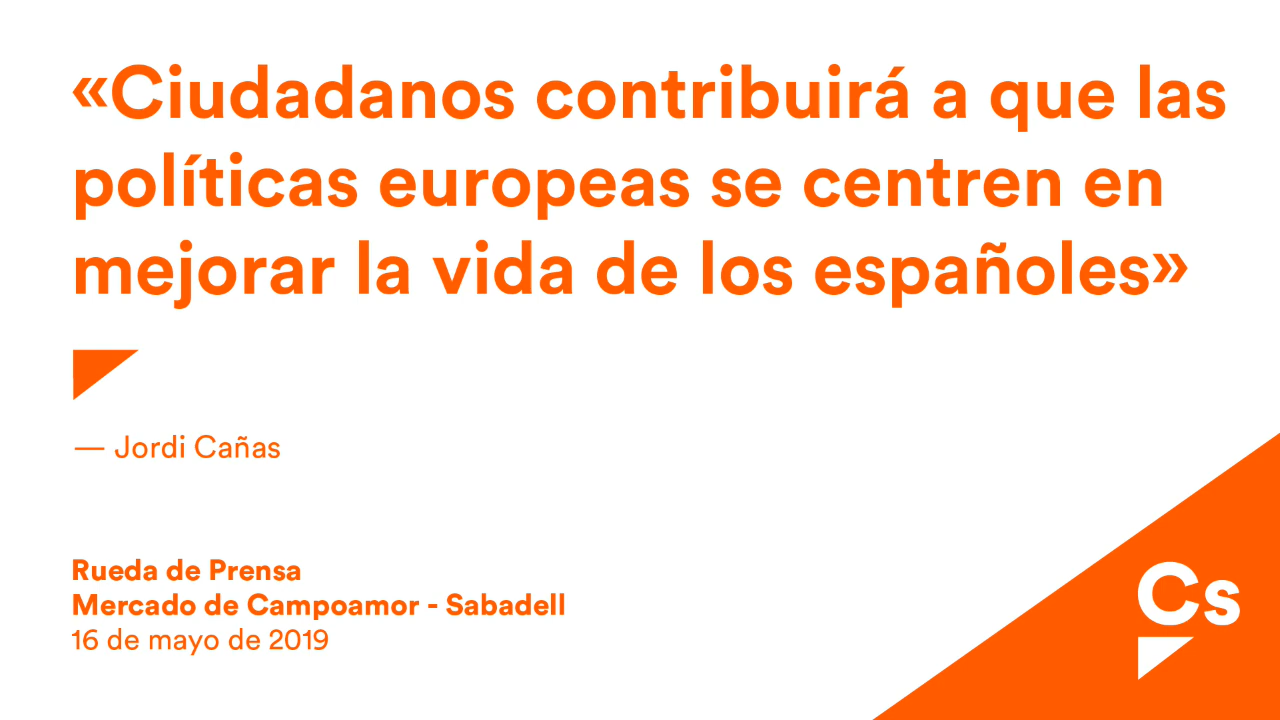 «Ciudadanos contribuirá a que las
políticas europeas se centren en
mejorar la vida de los españoles»
— Jordi Cañas
Rueda de Prensa
Mercado de Campoamor - Sabadell
16 de mayo de 2019
Cs